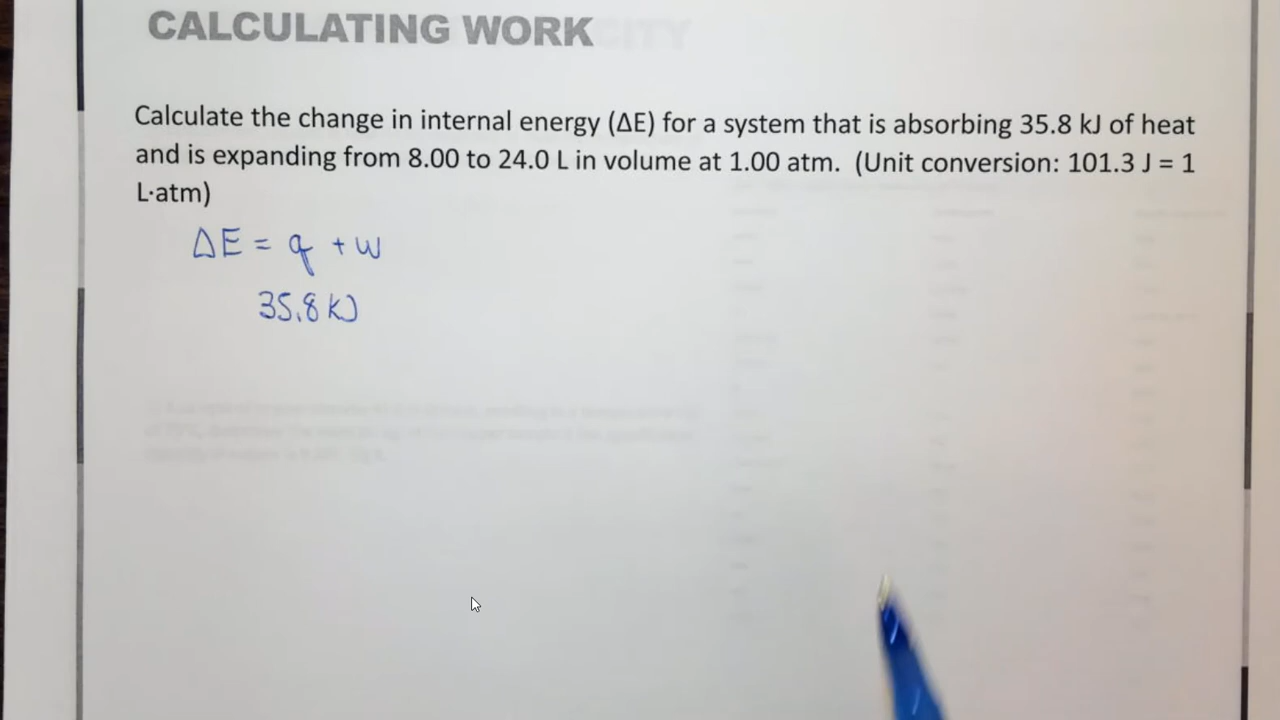 CALCULATING WORK
Calculate the change in internal energy (ΔE) for a system that is absorbing 35.8 kJ of heat
and is expanding from 8.00 to 24.0 L in volume at 1.00 atm.  (Unit conversion: 101.3 J = 1
L·atm)
ΔE = q + w
35.8 kJ